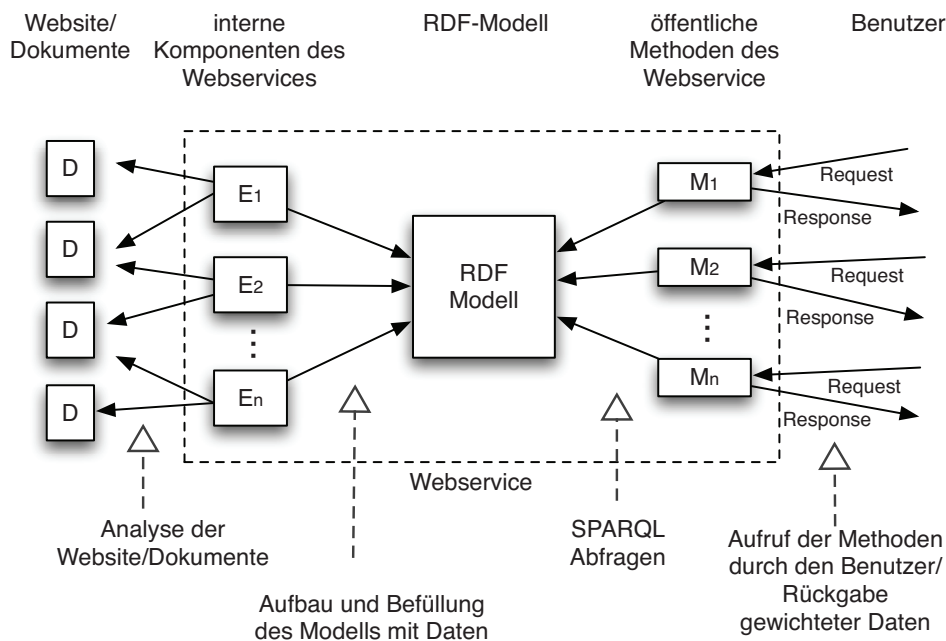 Website/
Dokumente
interne
Komponenten des
Webservices
RDF-Modell
öffentliche
Methoden des
Webservice
Benutzer
D
D
D
D
E1
E2
⋮
En
RDF
Modell
M1
M2
⋮
Mn
Request
Response
Request
Response
Request
Response
Webservice
Analyse der
Website/Dokumente
Aufbau und Befüllung
des Modells mit Daten
SPARQL
Abfragen
Aufruf der Methoden
durch den Benutzer/
Rückgabe
gewichteter Daten